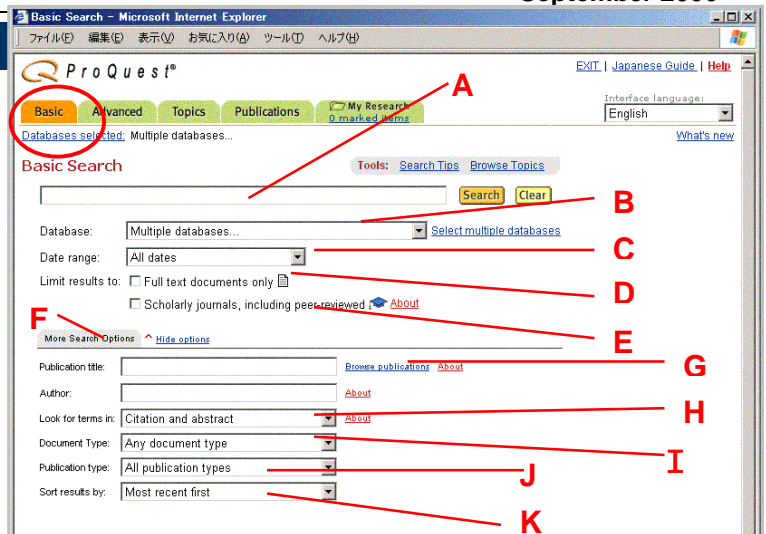 Basic Search - Microsoft Internet Explorer
ファイル(F) 編集(E) 表示(V) お気に入り(A) ツール(T) ヘルプ(H)
ProQuest®
EXIT | Japanese Guide | Help
A
Basic Advanced Topics Publications My Research
0 marked items
Interface language:
English
Databases selected: Multiple databases...
What's new
Basic Search
Tools: Search Tips Browse Topics
Search Clear
B
Database: Multiple databases... Select multiple databases
Date range: All dates
C
Limit results to: Full text documents only
D
Scholarly journals, including peer-reviewed About
F
E
More Search Options ^ Hide options
Publication title: Browse publications About
G
Author: About
Look for terms in: Citation and abstract About
H
Document Type: Any document type
I
Publication type: All publication types
J
Sort results by: Most recent first
K